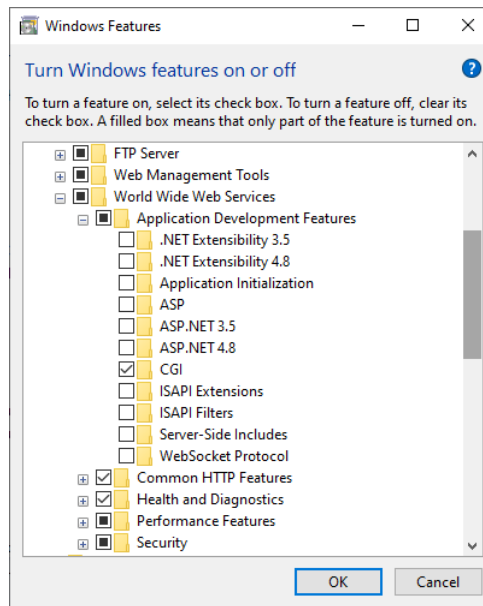 Windows Features
Turn Windows features on or off
To turn a feature on, select its check box. To turn a feature off, clear its
check box. A filled box means that only part of the feature is turned on.
FTP Server
Web Management Tools
World Wide Web Services
Application Development Features
.NET Extensibility 3.5
.NET Extensibility 4.8
Application Initialization
ASP
ASP.NET 3.5
ASP.NET 4.8
CGI
ISAPI Extensions
ISAPI Filters
Server-Side Includes
WebSocket Protocol
Common HTTP Features
Health and Diagnostics
Performance Features
Security
OK Cancel